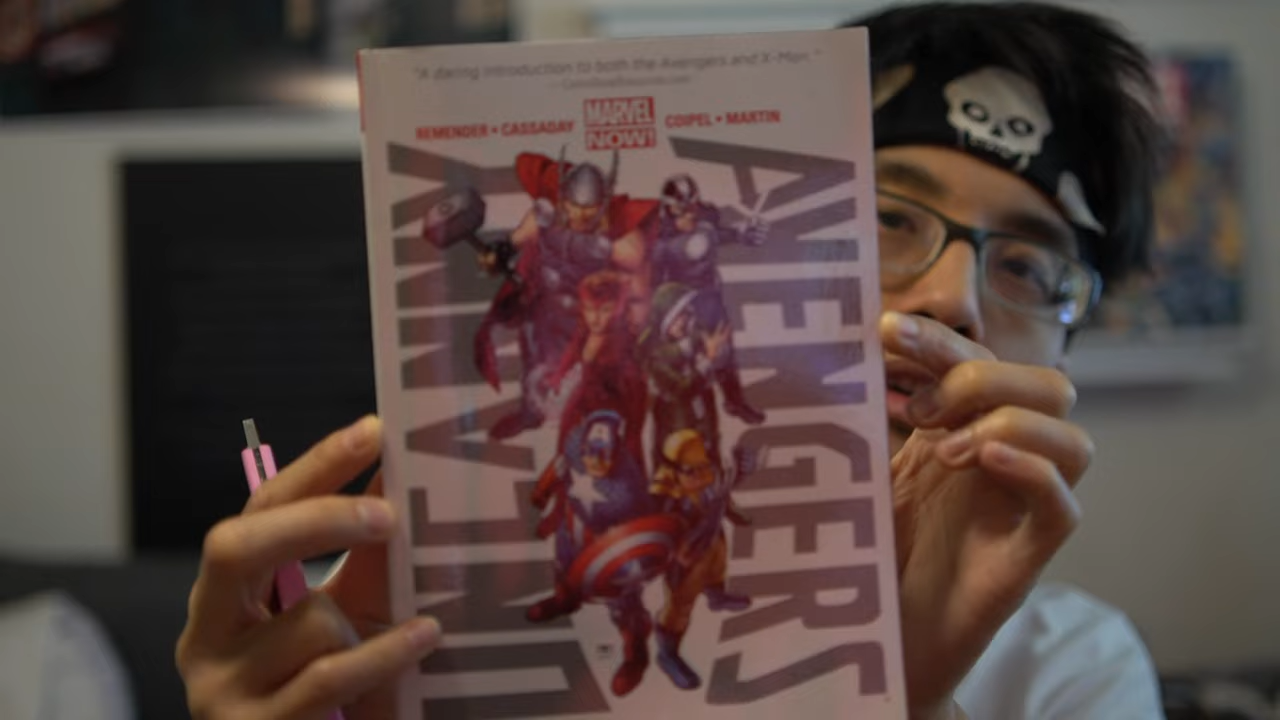 "A daring introduction to both the Avengers and X-Men."
MARVEL
NOW!
REMENDER • CASSADAY
COIPEL • MARTIN
UNCANNY
AVENGERS